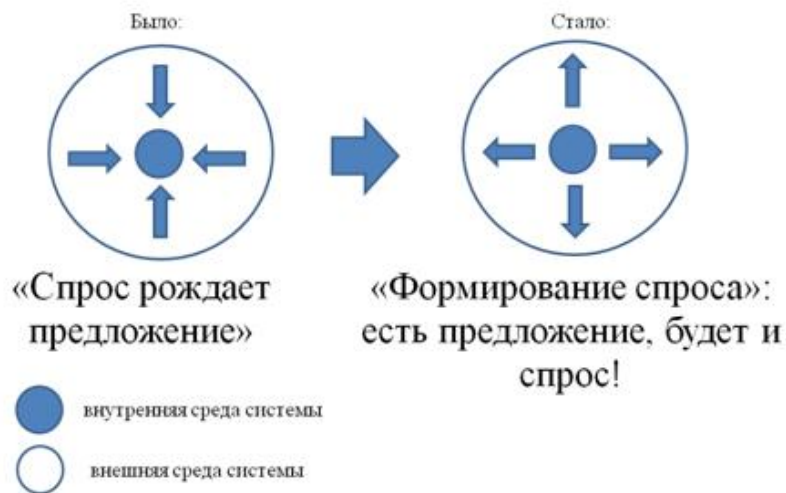 Было:
Стало:
«Спрос рождает
предложение»
«Формирование спроса»:
есть предложение, будет и
спрос!
внутренняя среда системы
внешняя среда системы